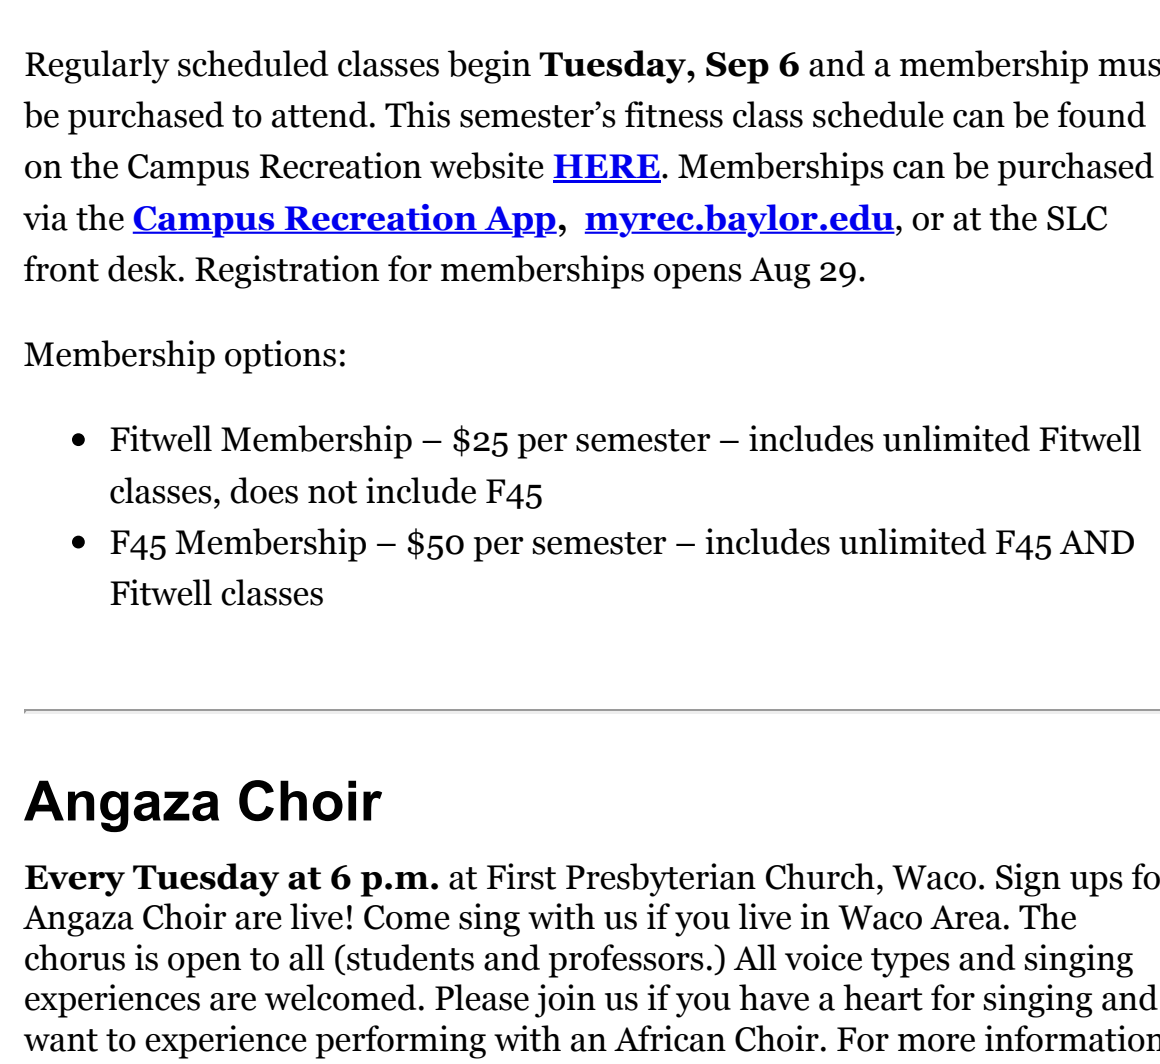 Regularly scheduled classes begin Tuesday, Sep 6 and a membership mus
be purchased to attend. This semester’s fitness class schedule can be found
on the Campus Recreation website HERE. Memberships can be purchased
via the Campus Recreation App, myrec.baylor.edu, or at the SLC
front desk. Registration for memberships opens Aug 29.
Membership options:
• Fitwell Membership – $25 per semester – includes unlimited Fitwell
classes, does not include F45
• F45 Membership – $50 per semester – includes unlimited F45 AND
Fitwell classes
Angaza Choir
Every Tuesday at 6 p.m. at First Presbyterian Church, Waco. Sign ups fo
Angaza Choir are live! Come sing with us if you live in Waco Area. The
chorus is open to all (students and professors.) All voice types and singing
experiences are welcomed. Please join us if you have a heart for singing and
want to experience performing with an African Choir. For more information